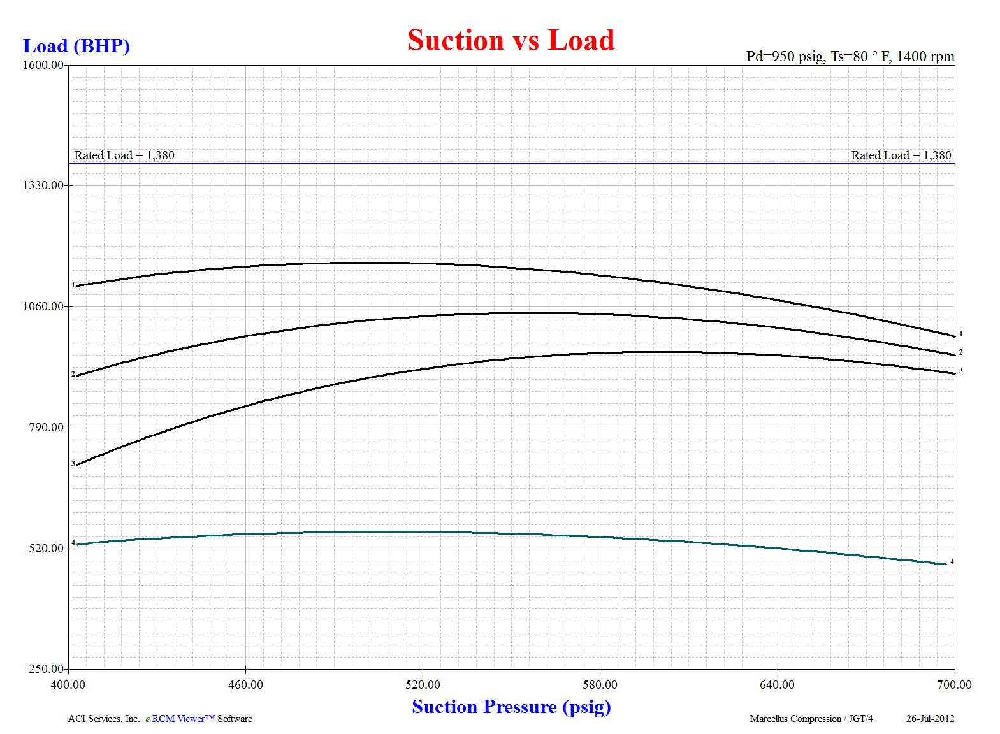 Suction vs Load
Load (BHP)
Pd=950 psig, Ts=80 ° F, 1400 rpm
1600.00
Rated Load = 1,380
Rated Load = 1,380
1330.00
1
1060.00
1
2
2
3
790.00
3
4
520.00
4
250.00
400.00 460.00 520.00 580.00 640.00 700.00
Suction Pressure (psig)
ACI Services, Inc. e RCM Viewer™ Software
Marcellus Compression / JGT/4 26-Jul-2012